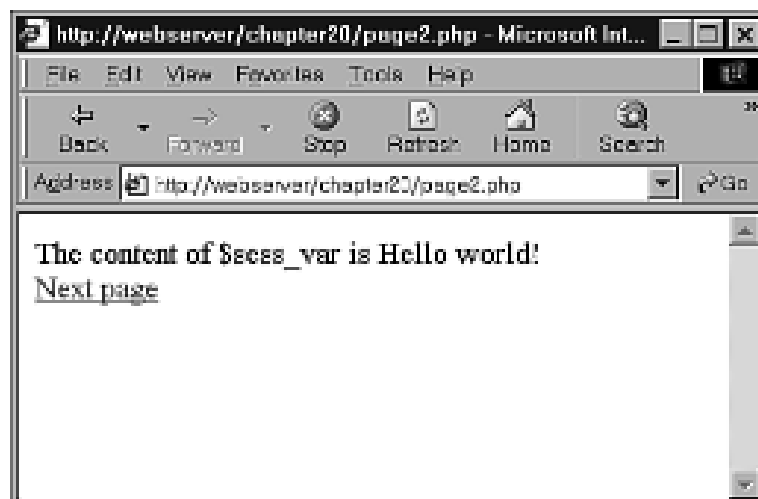 http://webserver/chapter20/page2.php - Microsoft Int...
File Edit View Favorites Tools Help
Back Forward Stop Refresh Home Search
Address http://webserver/chapter20/page2.php Go
The content of $sess_var is Hello world!
Next page